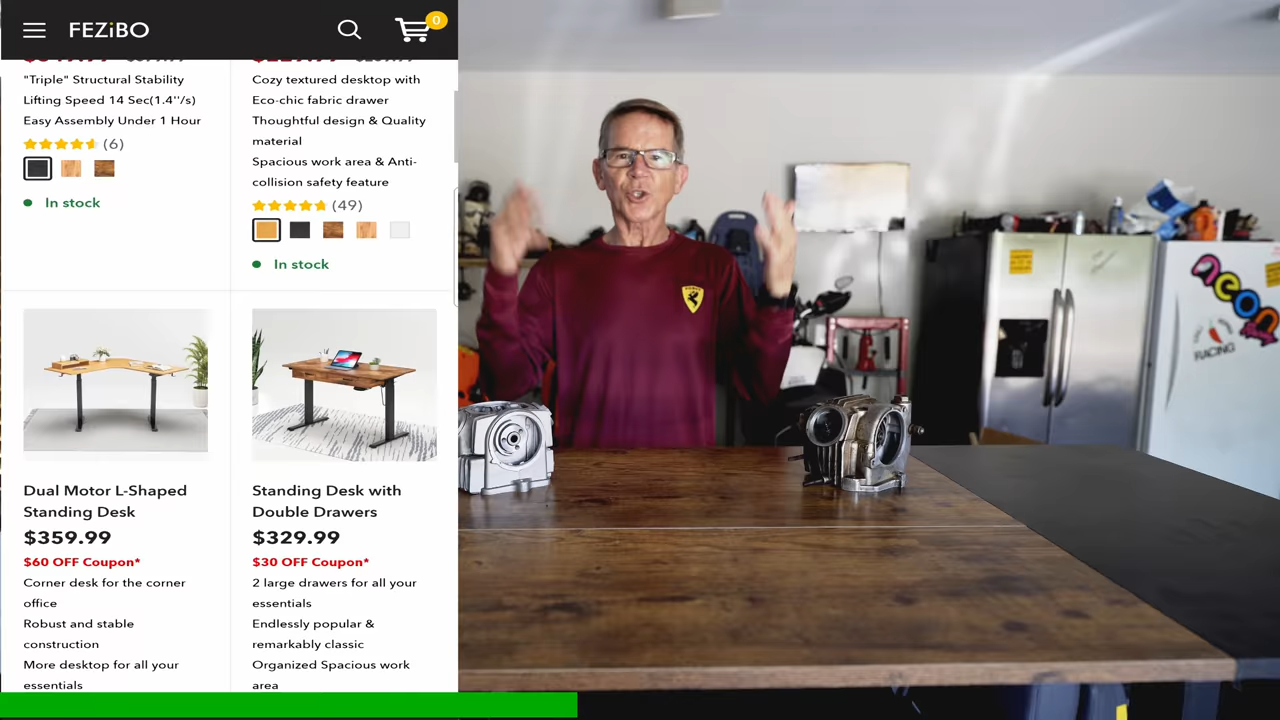 FEZiBO
0
"Triple" Structural Stability
Lifting Speed 14 Sec(1.4''/s)
Easy Assembly Under 1 Hour
(6)
In stock
Cozy textured desktop with
Eco-chic fabric drawer
Thoughtful design & Quality
material
Spacious work area & Anti-
collision safety feature
(49)
In stock
Dual Motor L-Shaped
Standing Desk
$359.99
$60 OFF Coupon*
Corner desk for the corner
office
Robust and stable
construction
More desktop for all your
essentials
Standing Desk with
Double Drawers
$329.99
$30 OFF Coupon*
2 large drawers for all your
essentials
Endlessly popular &
remarkably classic
Organized Spacious work
area
neon
RACING